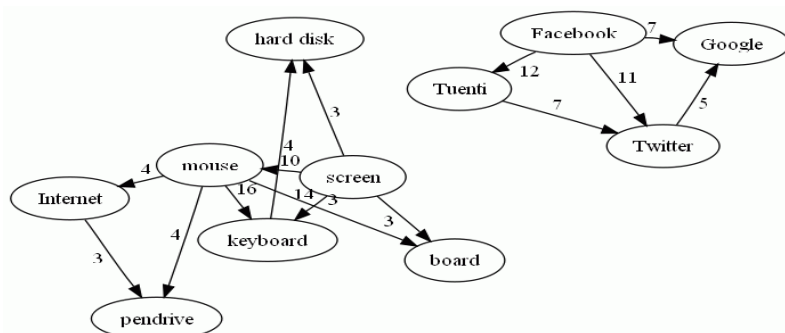 Facebook
7
hard disk
Google
12
Tuenti
11
3
7
5
4
Twitter
mouse
10
4
screen
Internet
16
14
3
4
keyboard
3
3
board
pendrive